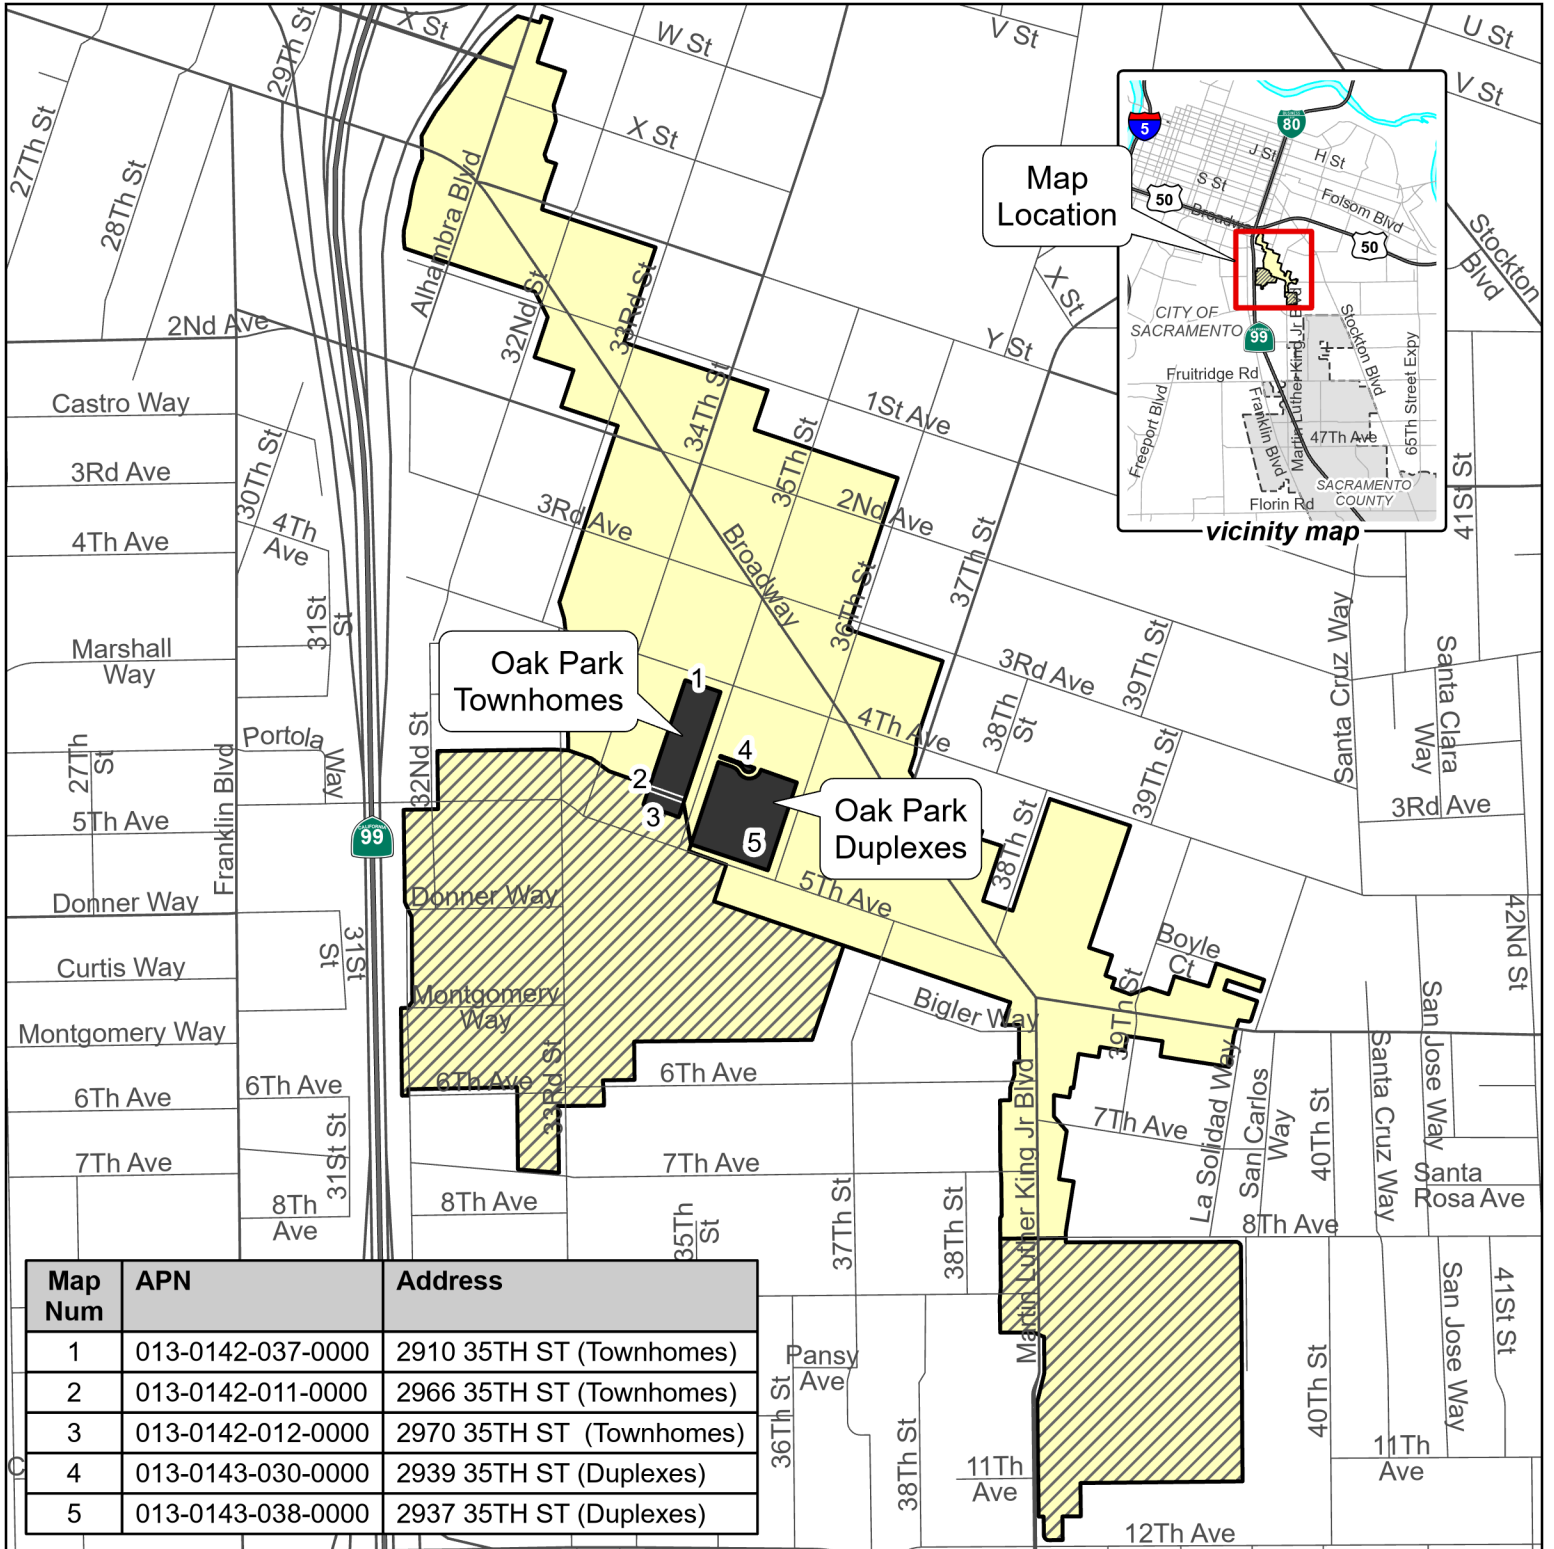 X St
W St
V St
U St
V St
29Th St
27Th St
28Th St
X St
Alhambra Blvd
32Nd St
33Rd St
2Nd Ave
Castro Way
3Rd Ave
4Th Ave
30Th St
4Th
Ave
31St
St
Marshall
Way
34Th St
35Th St
1St Ave
Y St
X St
Stockton
Blvd
3Rd Ave
2Nd Ave
Broadway
36Th St
37Th St
41St St
Map
Location
5
80
J St
H St
S St
50
Broadway
Folsom Blvd
50
CITY OF
SACRAMENTO
CALIFORNIA
99
Fruitridge Rd
Freeport Blvd
Franklin Blvd
Martin Luther King Jr Blvd
Stockton Blvd
65Th Street Expy
47Th Ave
SACRAMENTO
COUNTY
Florin Rd
vicinity map
Oak Park
Townhomes
1
2
3
4
5
Oak Park
Duplexes
3Rd Ave
39Th St
38Th
St
4Th Ave
39Th St
Santa Cruz Way
Santa Clara
Way
3Rd Ave
Portola
Way
27Th
St
Franklin Blvd
32Nd St
5Th Ave
CALIFORNIA
99
38Th St
5Th Ave
Donner Way
Donner Way
31St
St
Curtis Way
Montgomery
Way
Montgomery Way
Boyle
Ct
42Nd St
Bigler Way
39Th St
San Jose Way
Santa Cruz Way
6Th Ave
6Th Ave
6Th Ave
33Rd St
6Th Ave
7Th Ave
La Solidad Way
San Carlos
Way
40Th St
7Th Ave
31St St
7Th Ave
Santa
Rosa Ave
8Th
Ave
8Th Ave
35Th
St
37Th St
38Th St
Martin Luther King Jr Blvd
8Th Ave
San Jose Way
41St St
Map
Num
APN
Address
1 013-0142-037-0000 2910 35TH ST (Townhomes)
2 013-0142-011-0000 2966 35TH ST (Townhomes)
3 013-0142-012-0000 2970 35TH ST (Townhomes)
4 013-0143-030-0000 2939 35TH ST (Duplexes)
5 013-0143-038-0000 2937 35TH ST (Duplexes)
Pansy
Ave
36Th St
38Th St
11Th
Ave
40Th St
11Th
Ave
12Th Ave